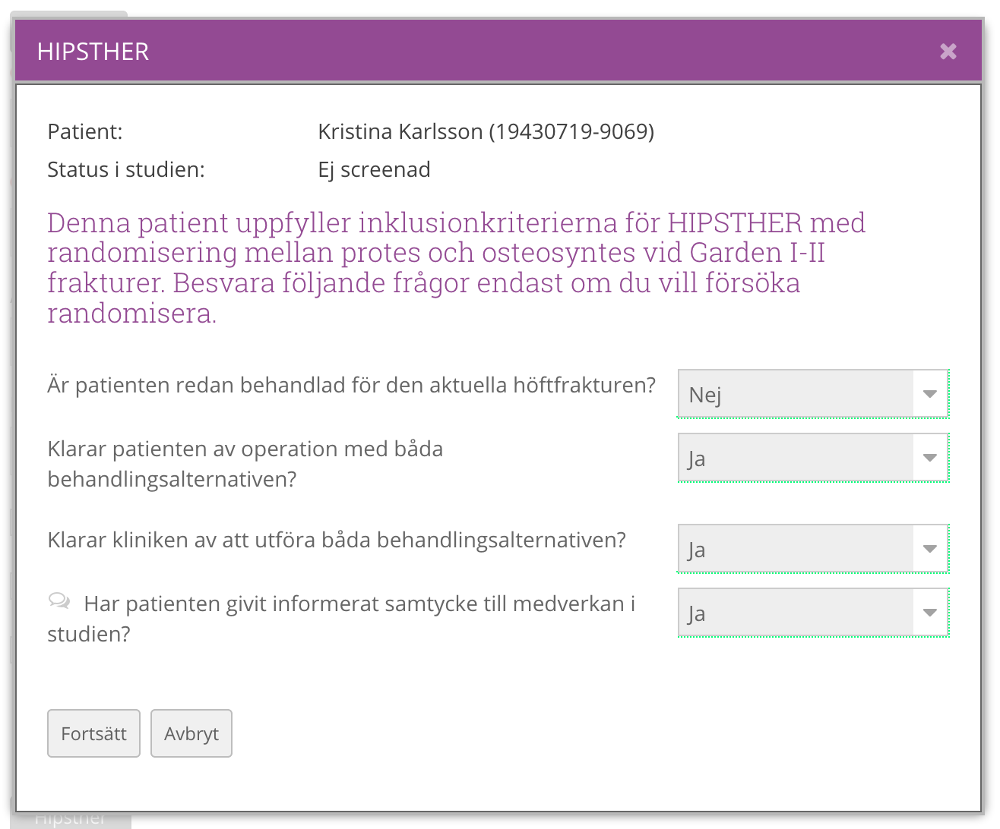 HIPSTHER
Patient: Kristina Karlsson (19430719-9069)
Status i studien: Ej screenad
Denna patient uppfyller inklusionkriterierna för HIPSTHER med
randomisering mellan protes och osteosyntes vid Garden I-II
frakturer. Besvara följande frågor endast om du vill försöka
randomisera.
Är patienten redan behandlad för den aktuella höftfrakturen? Nej
Klarar patienten av operation med båda
behandlingsalternativen? Ja
Klarar kliniken av att utföra båda behandlingsalternativen? Ja
Har patienten givit informerat samtycke till medverkan i
studien? Ja
Fortsätt Avbryt
Hipsther